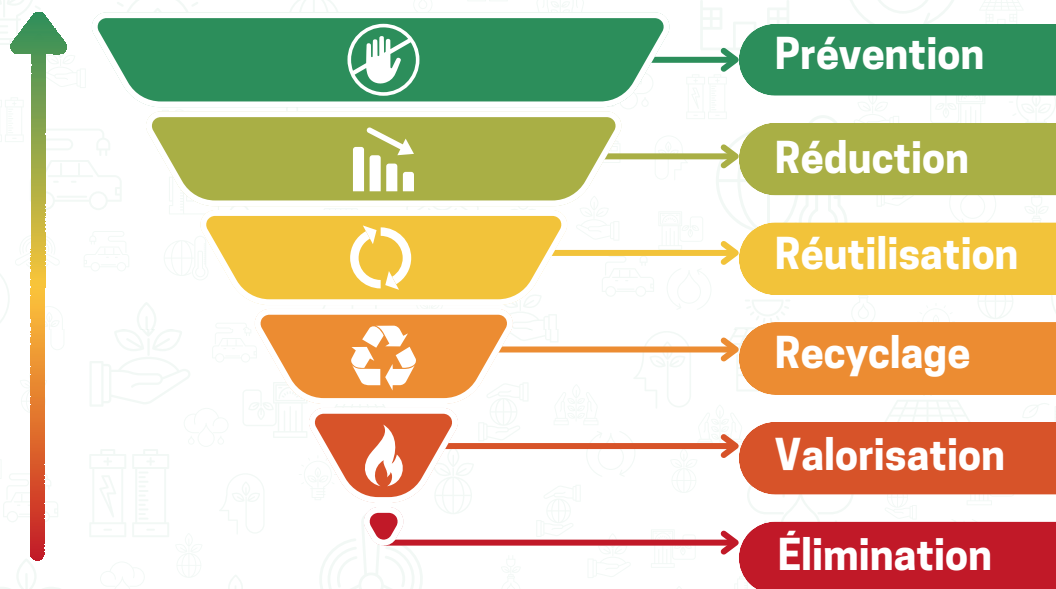 Prévention
Réduction
Réutilisation
Recyclage
Valorisation
Élimination